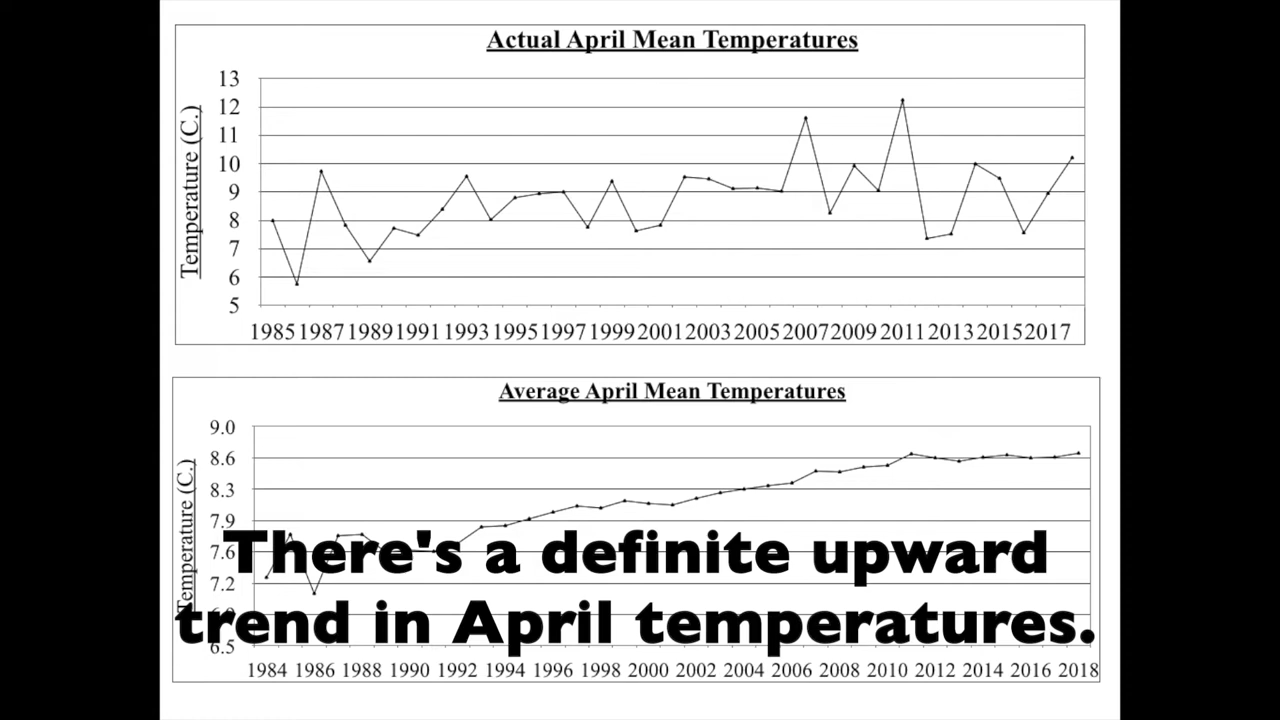 Actual April Mean Temperatures
Temperature (C.)
13
12
11
10
9
8
7
6
5
1985 1987 1989 1991 1993 1995 1997 1999 2001 2003 2005 2007 2009 2011 2013 2015 2017
Average April Mean Temperatures
Temperature (C.)
9.0
8.6
8.3
7.9
7.6
7.2
6.5
1984 1986 1988 1990 1992 1994 1996 1998 2000 2002 2004 2006 2008 2010 2012 2014 2016 2018
There's a definite upward
trend in April temperatures.